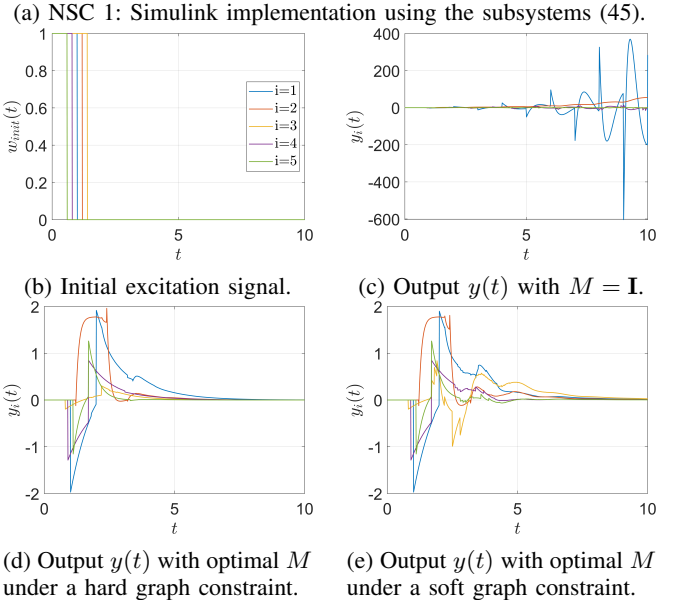 (a) NSC 1: Simulink implementation using the subsystems (45).
1
0.8
0.6
0.4
0.2
0
0 5 10
w_{init}(t)
t
i=1
i=2
i=3
i=4
i=5
(b) Initial excitation signal.
400
200
0
-200
-400
-600
0 5 10
y_i(t)
t
(c) Output y(t) with M = I.
2
1
0
-1
-2
0 5 10
y_i(t)
t
(d) Output y(t) with optimal M
under a hard graph constraint.
2
1
0
-1
-2
0 5 10
y_i(t)
t
(e) Output y(t) with optimal M
under a soft graph constraint.